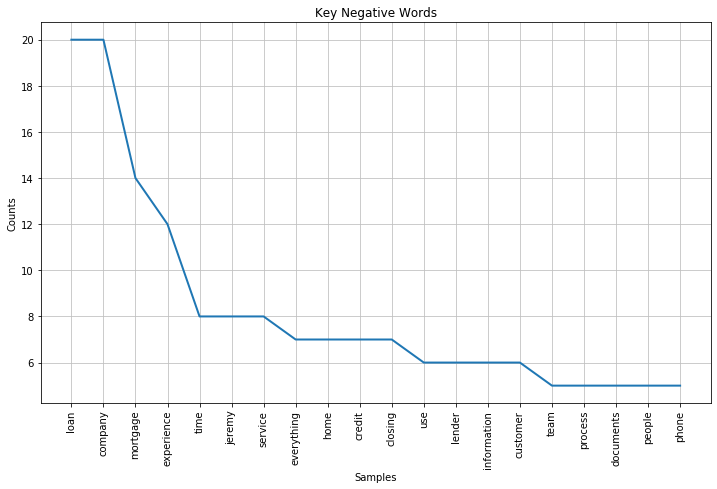 Key Negative Words
Counts
20
18
16
14
12
10
8
6
loan
company
mortgage
experience
time
jeremy
service
everything
home
credit
closing
use
lender
information
customer
team
process
documents
people
phone
Samples